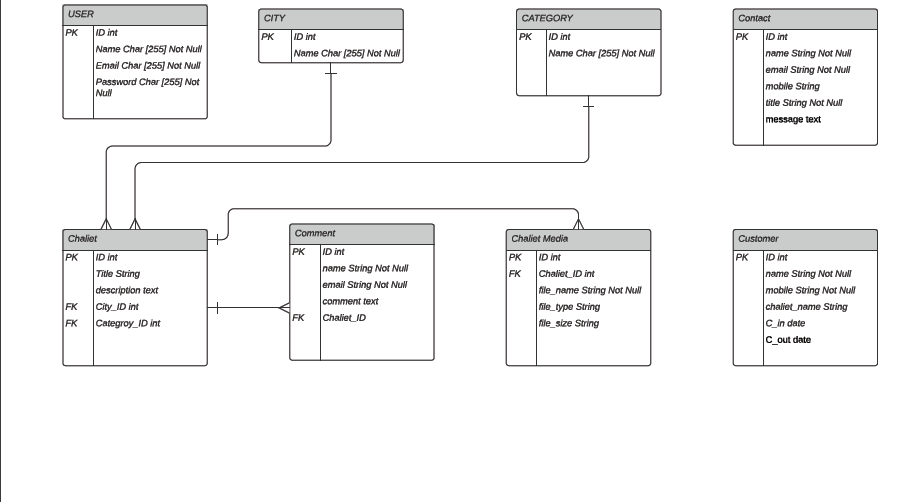 USER
PK ID int
Name Char [255] Not Null
Email Char [255] Not Null
Password Char [255] Not
Null
CITY
PK ID int
Name Char [255] Not Null
CATEGORY
PK ID int
Name Char [255] Not Null
Contact
PK ID int
name String Not Null
email String Not Null
mobile String
title String Not Null
message text
Chaliet
PK ID int
Title String
description text
FK City_ID int
FK Categroy_ID int
Comment
PK ID int
name String Not Null
email String Not Null
comment text
FK Chaliet_ID
Chaliet Media
PK ID int
FK Chaliet_ID int
file_name String Not Null
file_type String
file_size String
Customer
PK ID int
name String Not Null
mobile String Not Null
chaliet_name String
C_in date
C_out date